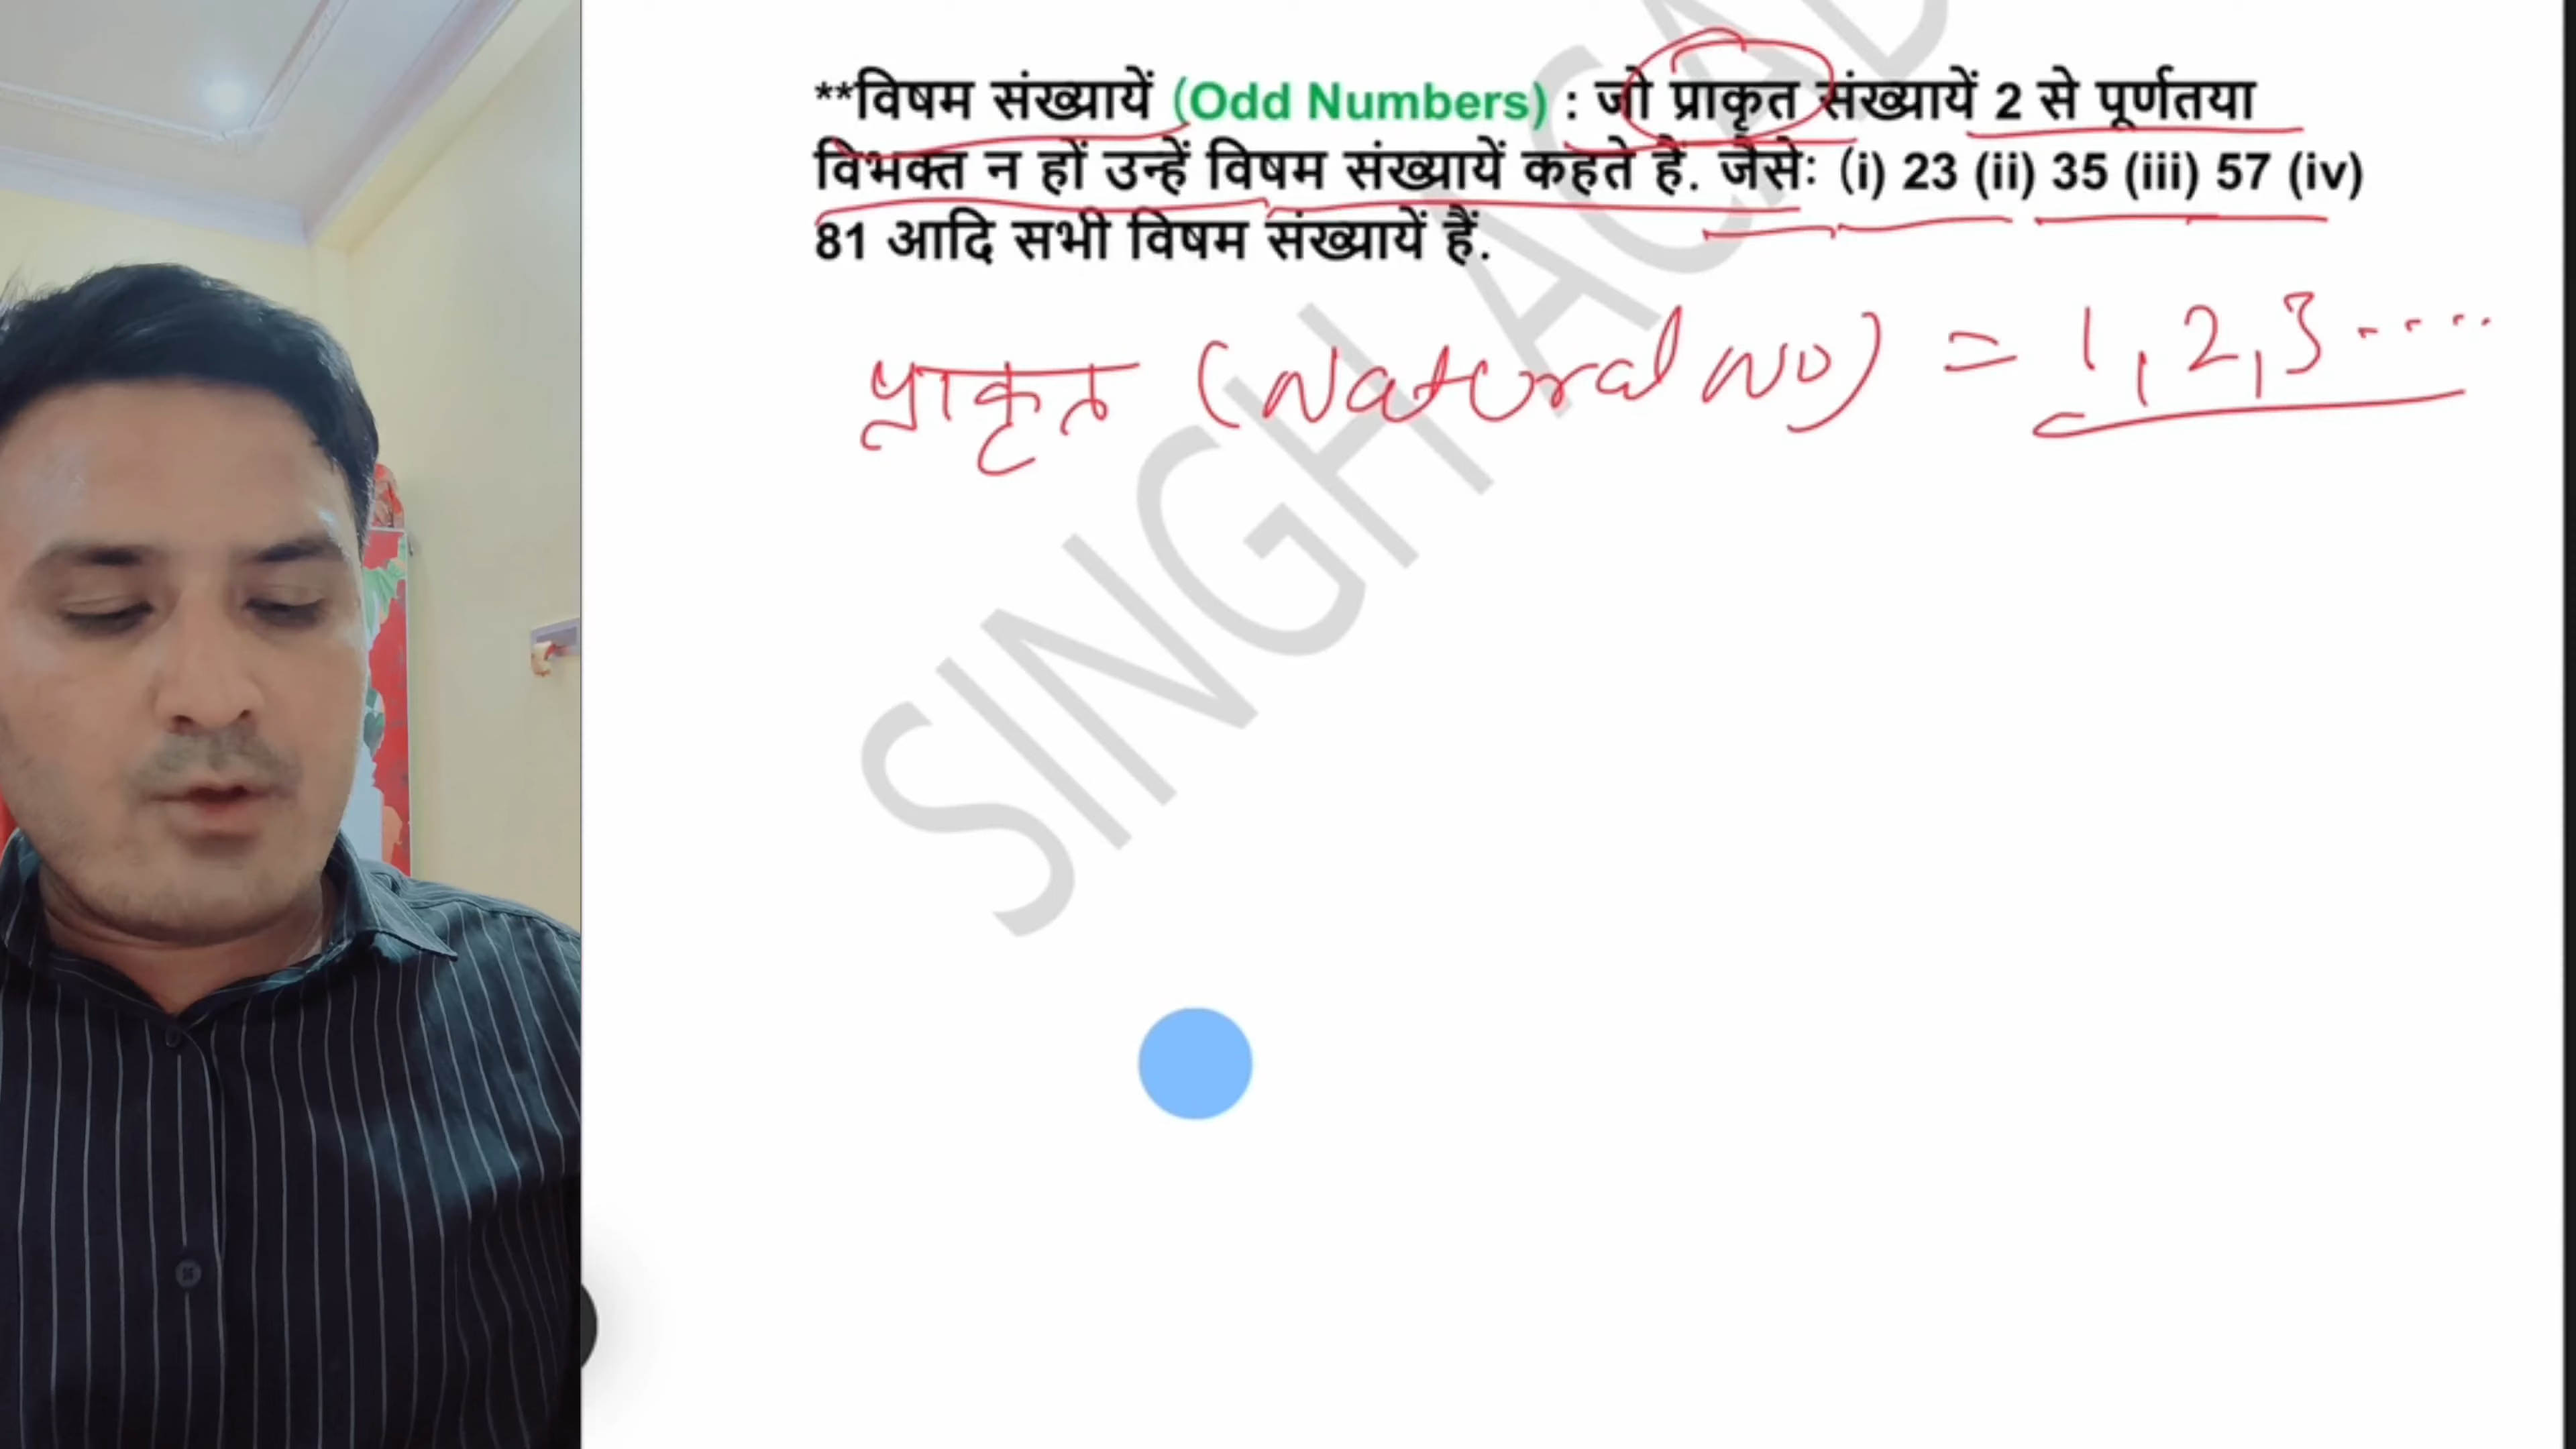 **विषम संख्यायें (Odd Numbers) : जो प्राकृत संख्यायें 2 से पूर्णतया
विभक्त न हों उन्हें विषम संख्यायें कहते हैं. जैसेः (i) 23 (ii) 35 (iii) 57 (iv)
81 आदि सभी विषम संख्यायें हैं.
प्राकृत (Natural NO) = 1, 2, 3 .....
SINGH ACAD